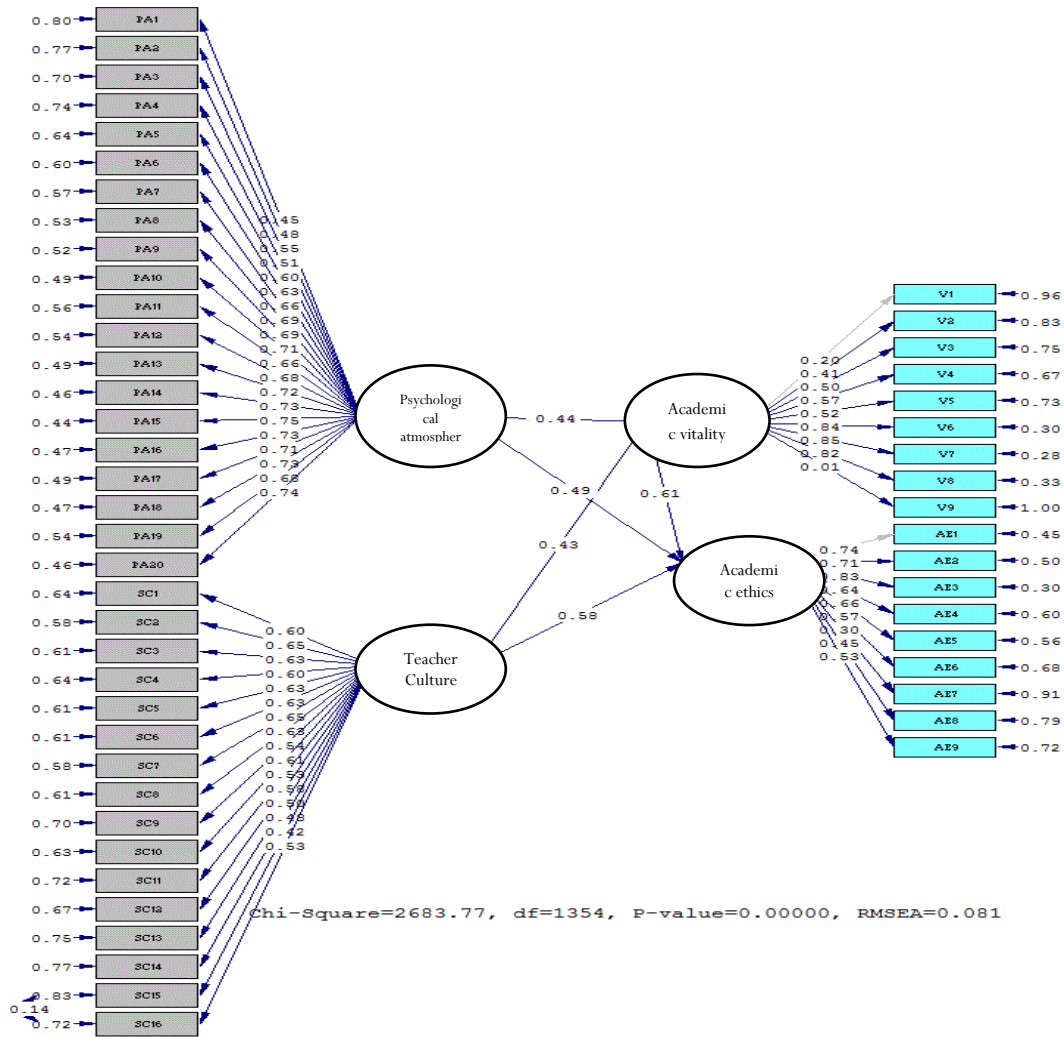 0.80 PA1
0.77 PA2
0.70 PA3
0.74 PA4
0.64 PA5
0.60 PA6
0.57 PA7
0.53 PA8
0.52 PA9
0.49 PA10
0.56 PA11
0.54 PA12
0.49 PA13
0.46 PA14
0.44 PA15
0.47 PA16
0.49 PA17
0.47 PA18
0.54 PA19
0.46 PA20
0.64 SC1
0.58 SC2
0.61 SC3
0.64 SC4
0.61 SC5
0.61 SC6
0.58 SC7
0.61 SC8
0.70 SC9
0.63 SC10
0.72 SC11
0.67 SC12
0.75 SC13
0.77 SC14
0.83 SC15
0.14
0.72 SC16
0.45
0.48
0.55
0.51
0.60
0.63
0.66
0.69
0.69
0.71
0.66
0.68
0.72
0.73
0.75
0.73
0.71
0.73
0.68
0.74
0.60
0.65
0.63
0.60
0.63
0.63
0.65
0.63
0.54
0.61
0.53
0.58
0.50
0.48
0.42
0.53
Psychologi
cal
atmospher
Teacher
Culture
0.44
0.49
0.43
0.61
0.58
Academi
c vitality
Academi
c ethics
0.20
0.41
0.50
0.57
0.52
0.84
0.85
0.82
0.01
0.74
0.71
0.83
0.64
0.66
0.57
0.30
0.45
0.53
V1 0.96
V2 0.83
V3 0.75
V4 0.67
V5 0.73
V6 0.30
V7 0.28
V8 0.33
V9 1.00
AE1 0.45
AE2 0.50
AE3 0.30
AE4 0.60
AE5 0.56
AE6 0.68
AE7 0.91
AE8 0.79
AE9 0.72
Chi-Square=2683.77, df=1354, P-value=0.00000, RMSEA=0.081